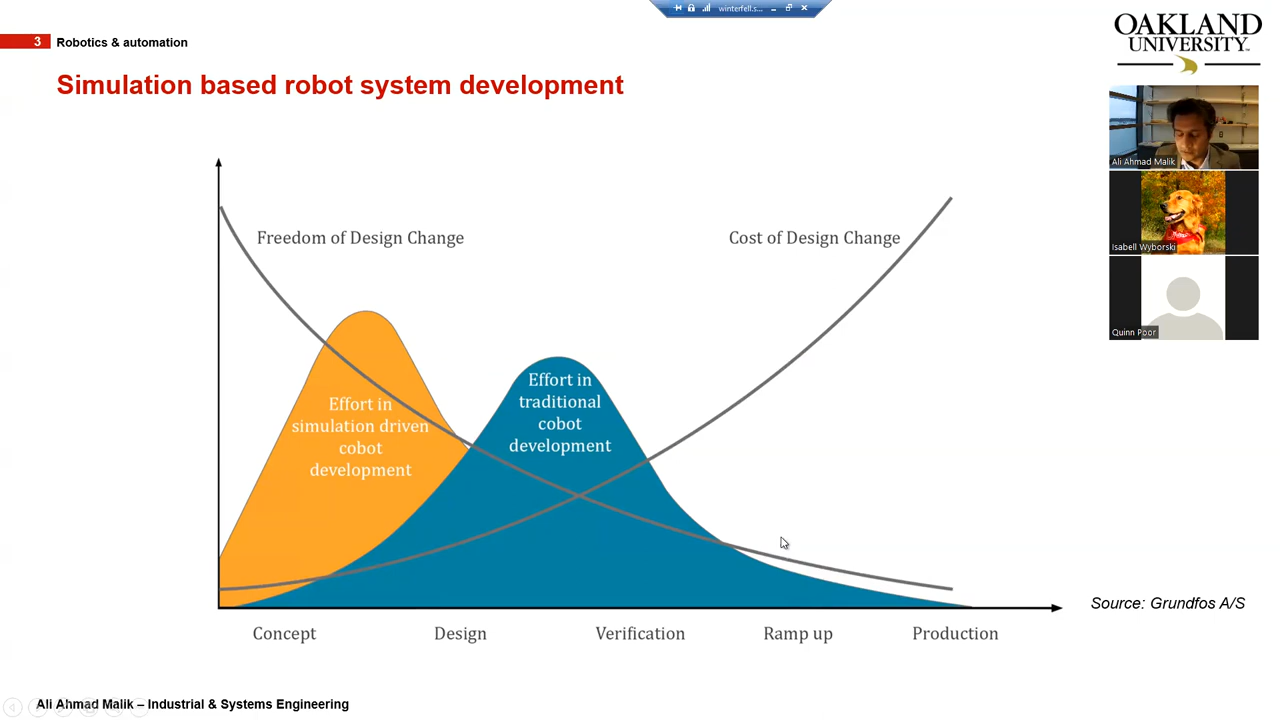 winterfell.s...
3 Robotics & automation
Simulation based robot system development
OAKLAND
UNIVERSITY™
Ali Ahmad Malik
Isabell Wyborski
Quinn Poor
Freedom of Design Change
Cost of Design Change
Effort in
simulation driven
cobot
development
Effort in
traditional
cobot
development
Source: Grundfos A/S
Concept Design Verification Ramp up Production
Ali Ahmad Malik – Industrial & Systems Engineering